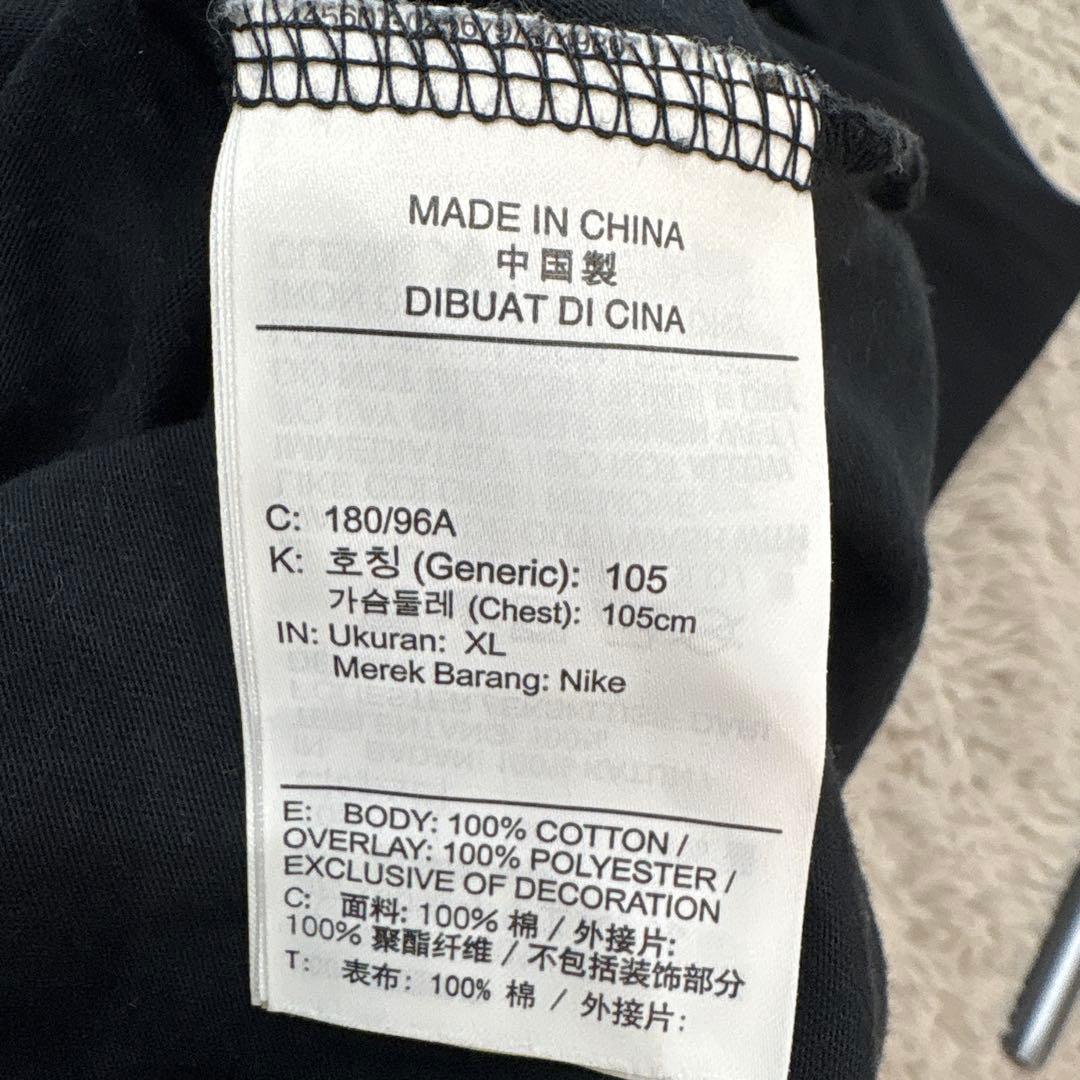 MADE IN CHINA
中国製
DIBUAT DI CINA
C: 180/96A
K: 호칭 (Generic): 105
가슴둘레 (Chest): 105cm
IN: Ukuran: XL
Merek Barang: Nike
E: BODY: 100% COTTON /
OVERLAY: 100% POLYESTER /
EXCLUSIVE OF DECORATION
C: 面料: 100% 棉 / 外接片:
100% 聚酯纤维 / 不包括装饰部分
T: 表布: 100% 棉 / 外接片: